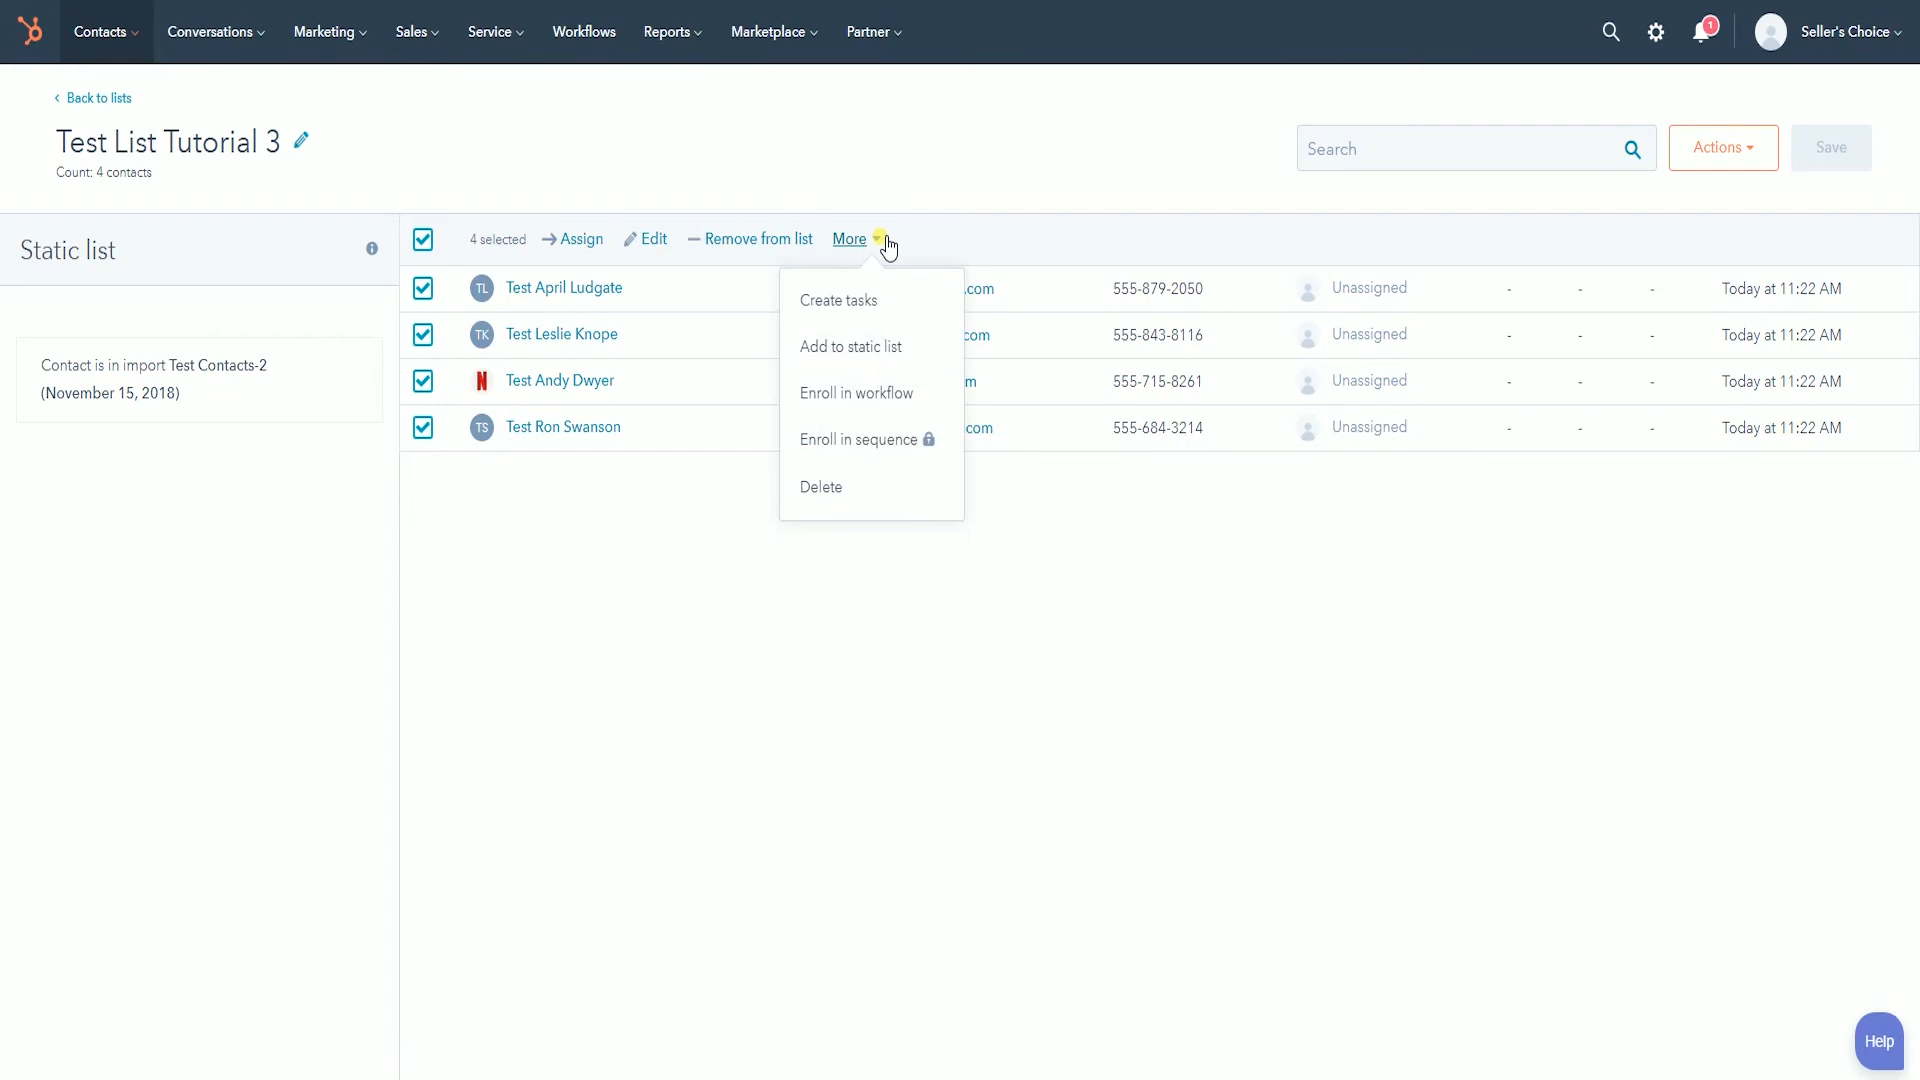 Contacts Conversations Marketing Sales Service Workflows Reports Marketplace Partner 1 Seller's Choice
Back to lists
Test List Tutorial 3
Count: 4 contacts
Search Actions Save
Static list
4 selected Assign Edit Remove from list More
TL Test April Ludgate .com 555-879-2050 Unassigned - - - Today at 11:22 AM
TK Test Leslie Knope com 555-843-8116 Unassigned - - - Today at 11:22 AM
N Test Andy Dwyer m 555-715-8261 Unassigned - - - Today at 11:22 AM
TS Test Ron Swanson .com 555-684-3214 Unassigned - - - Today at 11:22 AM
Create tasks
Add to static list
Enroll in workflow
Enroll in sequence
Delete
Contact is in import Test Contacts-2
(November 15, 2018)
Help